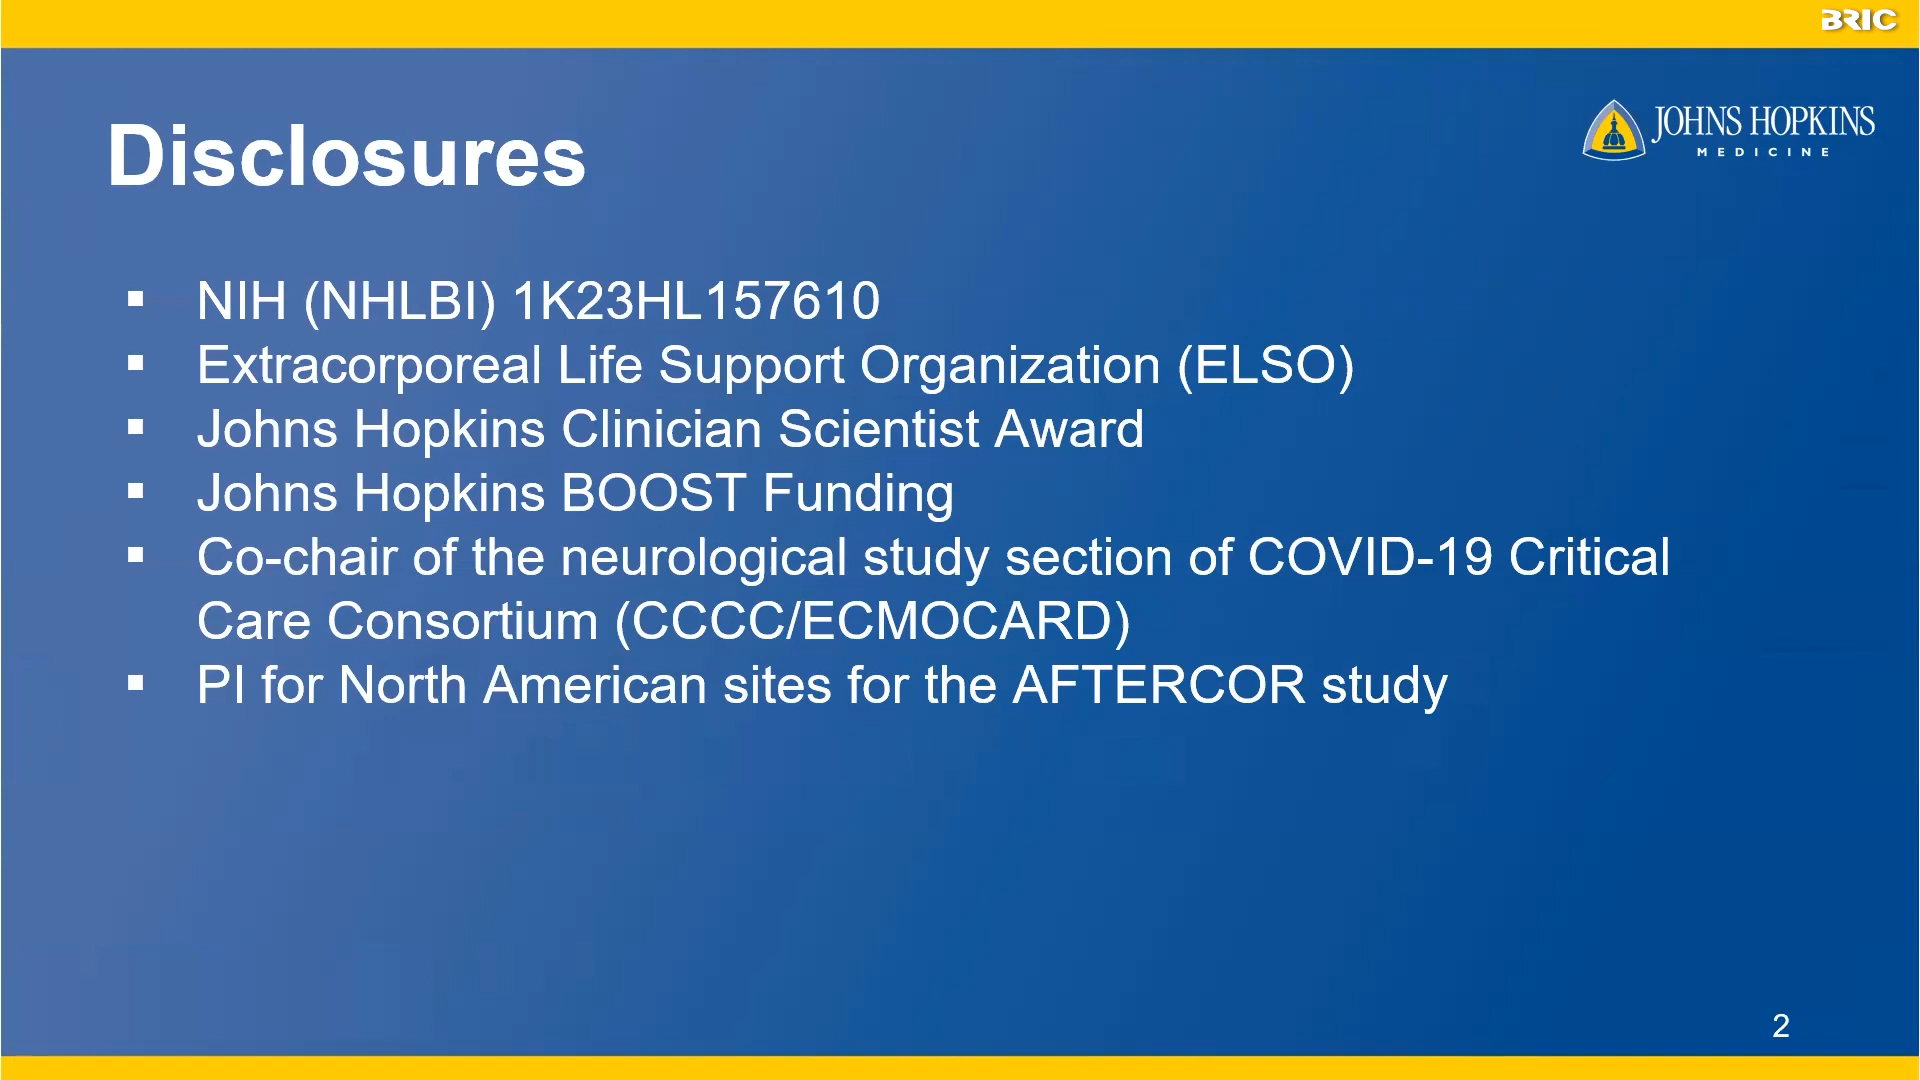 BRIC
JOHNS HOPKINS
MEDICINE
Disclosures
▪ NIH (NHLBI) 1K23HL157610
▪ Extracorporeal Life Support Organization (ELSO)
▪ Johns Hopkins Clinician Scientist Award
▪ Johns Hopkins BOOST Funding
▪ Co-chair of the neurological study section of COVID-19 Critical
Care Consortium (CCCC/ECMOCARD)
▪ PI for North American sites for the AFTERCOR study
2